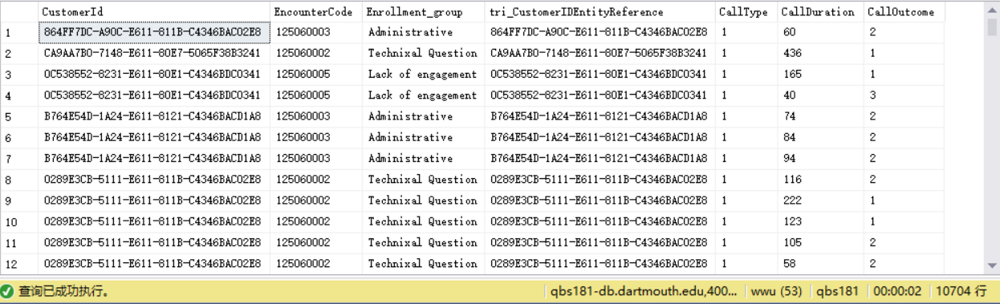 CustomerId EncounterCode Enrollment_group tri_CustomerIDEntityReference CallType CallDuration CallOutcome
1 864FF7DC-A90C-E611-811B-C4346BAC02E8 125060003 Administrative 864FF7DC-A90C-E611-811B-C4346BAC02E8 1 60 2
2 CA9AA7B0-7148-E611-80E7-5065F38B3241 125060002 Technixal Question CA9AA7B0-7148-E611-80E7-5065F38B3241 1 436 1
3 0C538552-8231-E611-80E1-C4346BDC0341 125060005 Lack of engagement 0C538552-8231-E611-80E1-C4346BDC0341 1 165 1
4 0C538552-8231-E611-80E1-C4346BDC0341 125060005 Lack of engagement 0C538552-8231-E611-80E1-C4346BDC0341 1 40 3
5 B764E54D-1A24-E611-8121-C4346BACD1A8 125060003 Administrative B764E54D-1A24-E611-8121-C4346BACD1A8 1 74 2
6 B764E54D-1A24-E611-8121-C4346BACD1A8 125060003 Administrative B764E54D-1A24-E611-8121-C4346BACD1A8 1 84 2
7 B764E54D-1A24-E611-8121-C4346BACD1A8 125060003 Administrative B764E54D-1A24-E611-8121-C4346BACD1A8 1 94 2
8 0289E3CB-5111-E611-811B-C4346BAC02E8 125060002 Technixal Question 0289E3CB-5111-E611-811B-C4346BAC02E8 1 116 2
9 0289E3CB-5111-E611-811B-C4346BAC02E8 125060002 Technixal Question 0289E3CB-5111-E611-811B-C4346BAC02E8 1 222 1
10 0289E3CB-5111-E611-811B-C4346BAC02E8 125060002 Technixal Question 0289E3CB-5111-E611-811B-C4346BAC02E8 1 123 1
11 0289E3CB-5111-E611-811B-C4346BAC02E8 125060002 Technixal Question 0289E3CB-5111-E611-811B-C4346BAC02E8 1 105 2
12 0289E3CB-5111-E611-811B-C4346BAC02E8 125060002 Technixal Question 0289E3CB-5111-E611-811B-C4346BAC02E8 1 58 2
查询已成功执行。 qbs181-db.dartmouth.edu,400... wwu (53) qbs181 00:00:02 10704 行